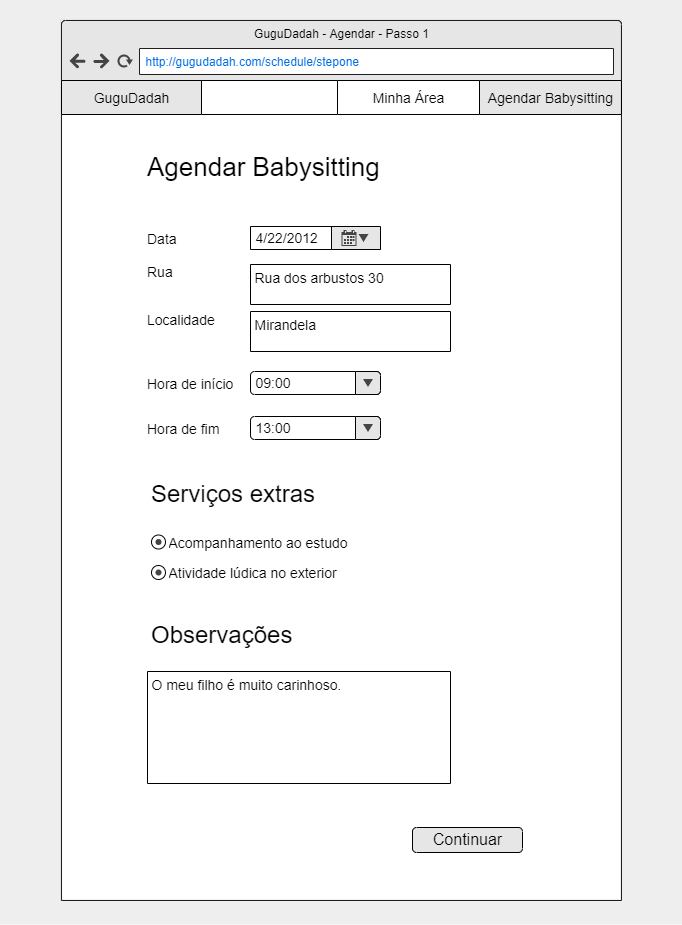 GuguDadah - Agendar - Passo 1
http://gugudadah.com/schedule/stepone
GuguDadah Minha Área Agendar Babysitting
Agendar Babysitting
Data 4/22/2012
Rua Rua dos arbustos 30
Localidade Mirandela
Hora de início 09:00
Hora de fim 13:00
Serviços extras
Acompanhamento ao estudo
Atividade lúdica no exterior
Observações
O meu filho é muito carinhoso.
Continuar